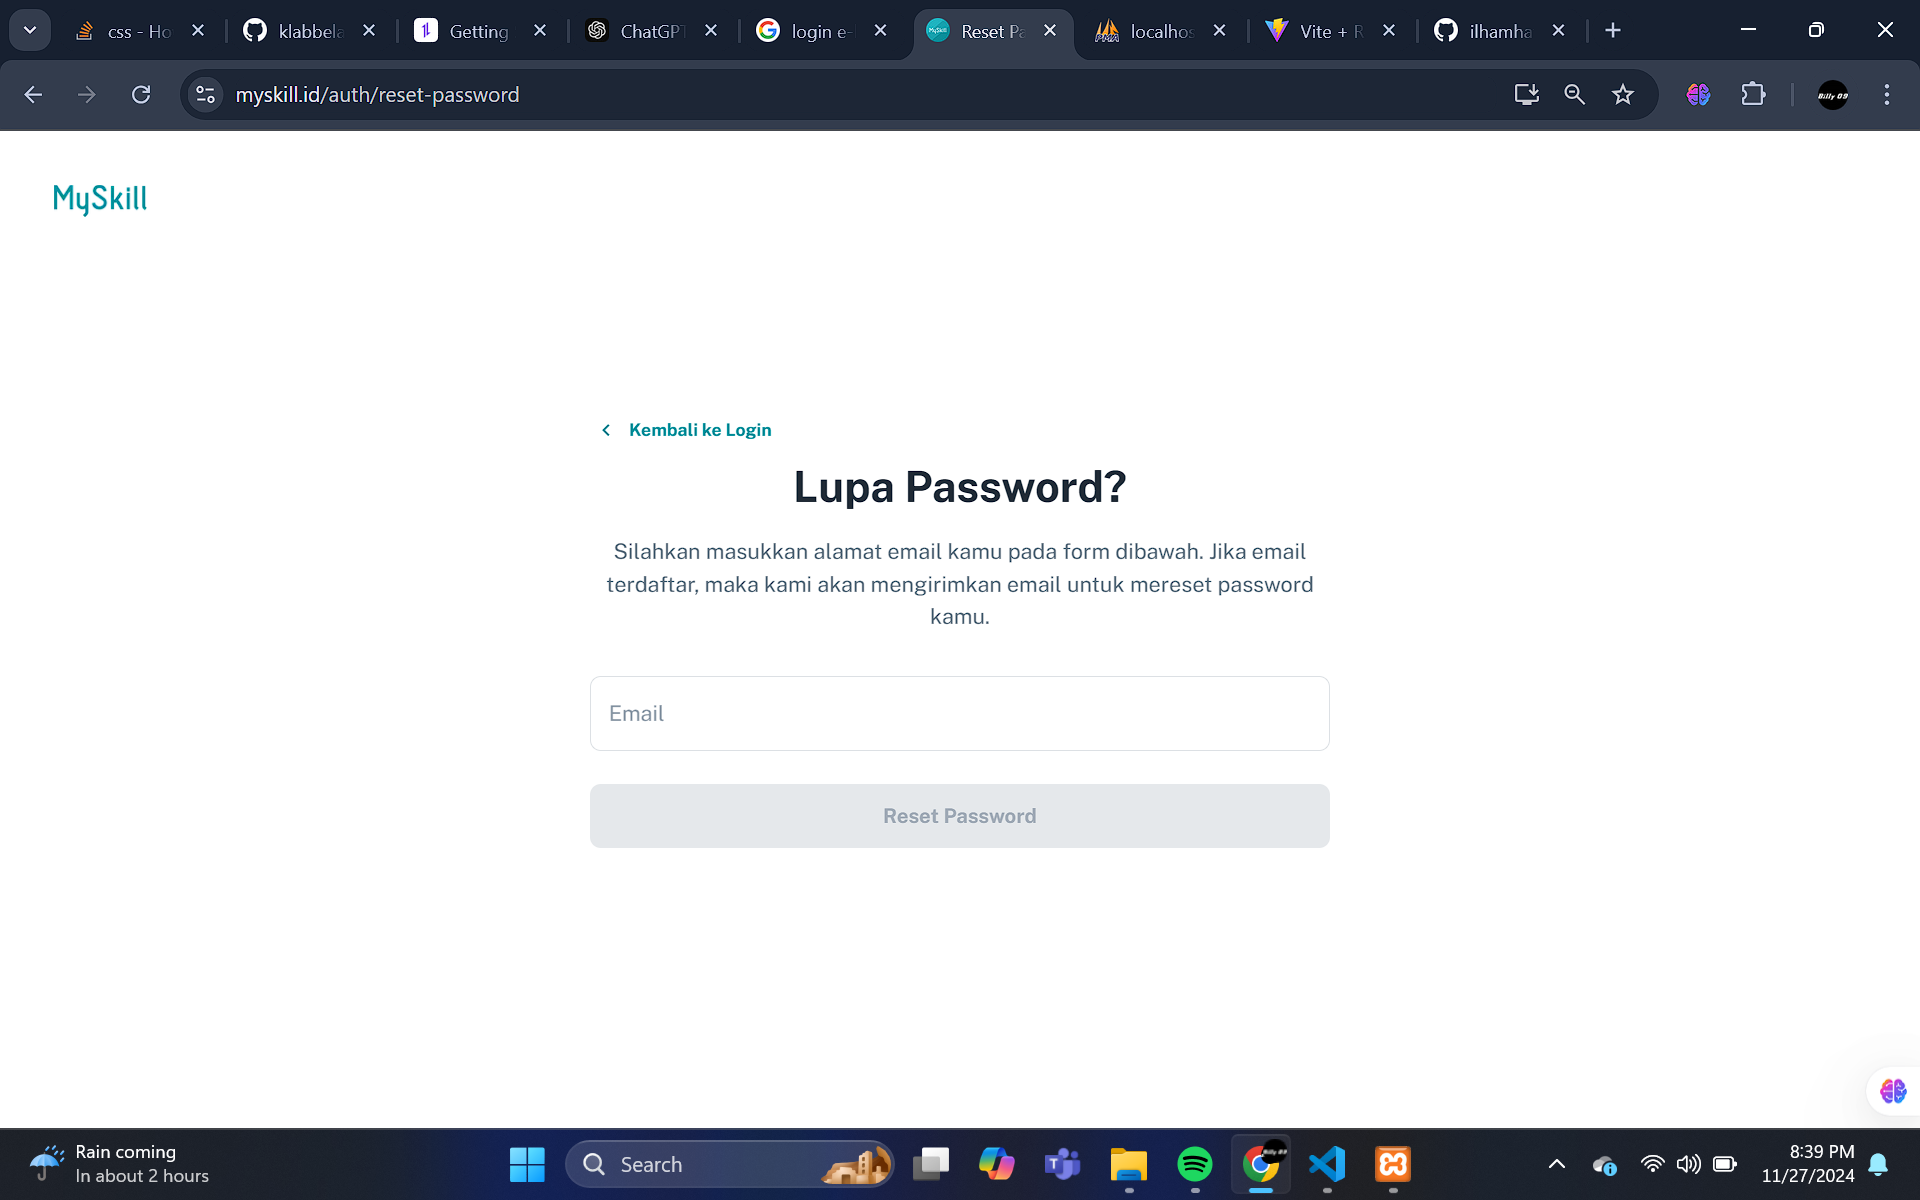 css - Ho
klabbela
Getting
ChatGPT
login e-
Reset Pa
localhos
Vite + R
ilhamha
myskill.id/auth/reset-password
Billy 09
MySkill
Kembali ke Login
Lupa Password?
Silahkan masukkan alamat email kamu pada form dibawah. Jika email
terdaftar, maka kami akan mengirimkan email untuk mereset password
kamu.
Email
Reset Password
Rain coming
In about 2 hours
Search
8:39 PM
11/27/2024